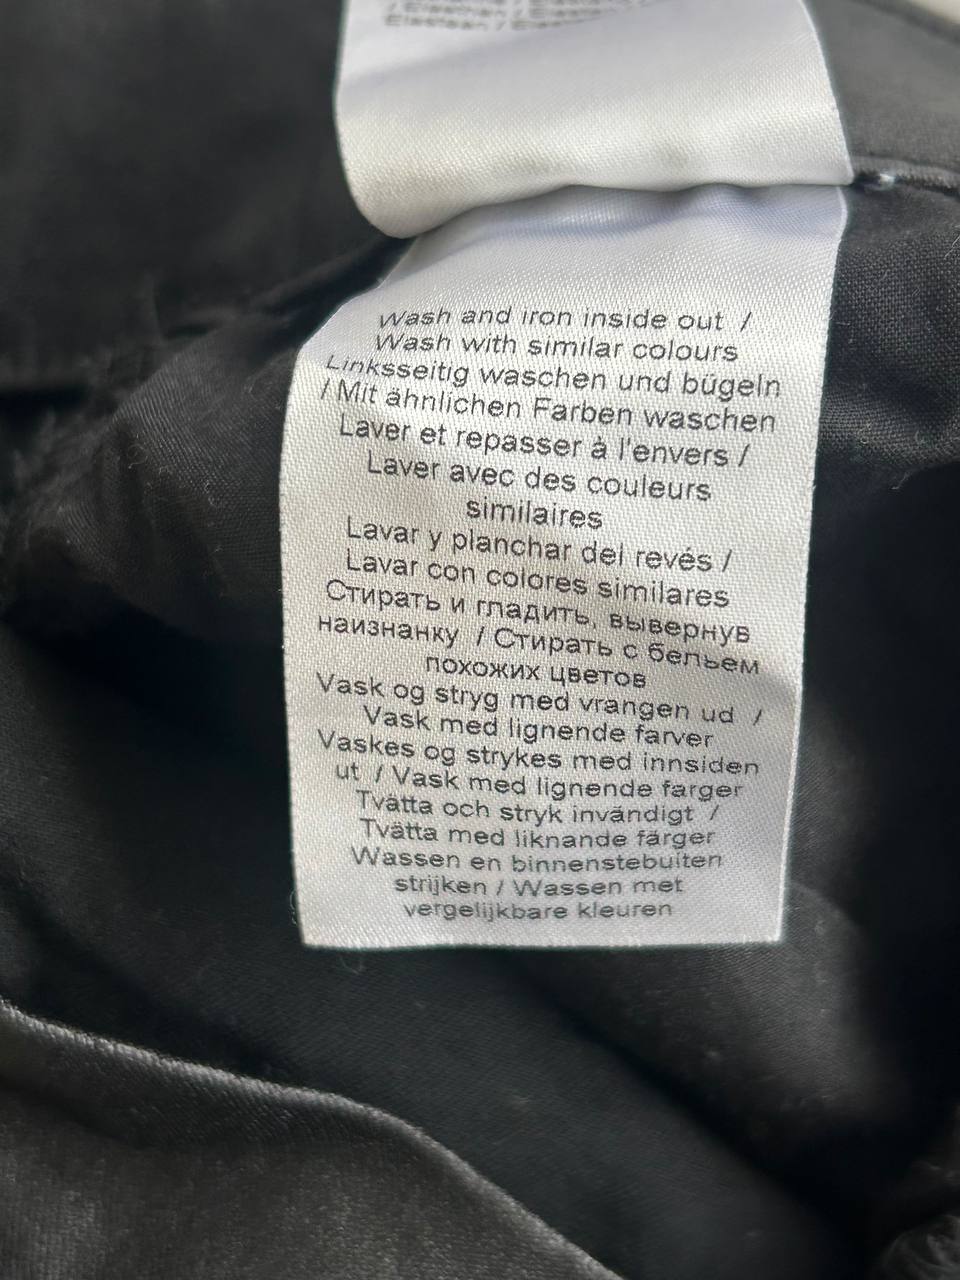 Wash and iron inside out /
Wash with similar colours
Linksseitig waschen und bügeln
/ Mit ähnlichen Farben waschen
Laver et repasser à l'envers /
Laver avec des couleurs
similaires
Lavar y planchar del revés /
Lavar con colores similares
Стирать и гладить, вывернув
наизнанку / Стирать с бельем
похожих цветов
Vask og stryg med vrangen ud /
Vask med lignende farver
Vaskes og strykes med innsiden
ut / Vask med lignende farger
Tvätta och stryk invändigt /
Tvätta med liknande färger
Wassen en binnenstebuiten
strijken / Wassen met
vergelijkbare kleuren